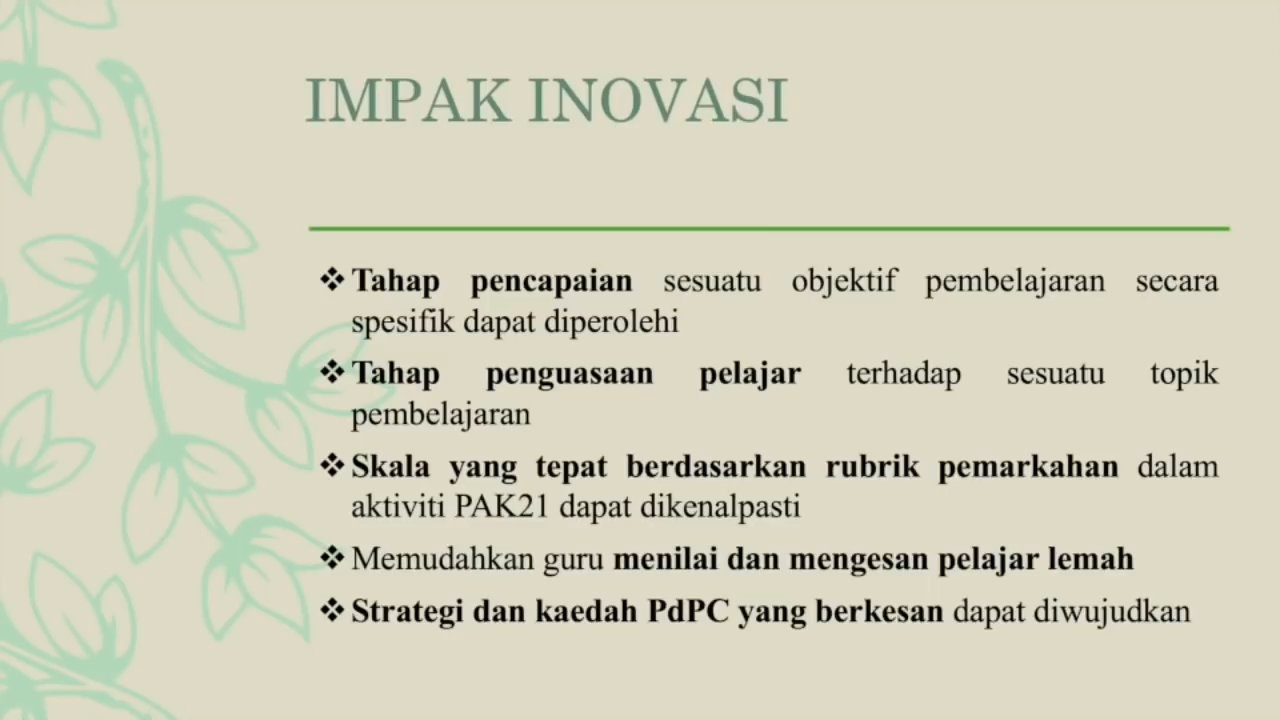 IMPAK INOVASI
❖Tahap pencapaian sesuatu objektif pembelajaran secara
spesifik dapat diperolehi
❖Tahap penguasaan pelajar terhadap sesuatu topik
pembelajaran
❖Skala yang tepat berdasarkan rubrik pemarkahan dalam
aktiviti PAK21 dapat dikenalpasti
❖Memudahkan guru menilai dan mengesan pelajar lemah
❖Strategi dan kaedah PdPC yang berkesan dapat diwujudkan